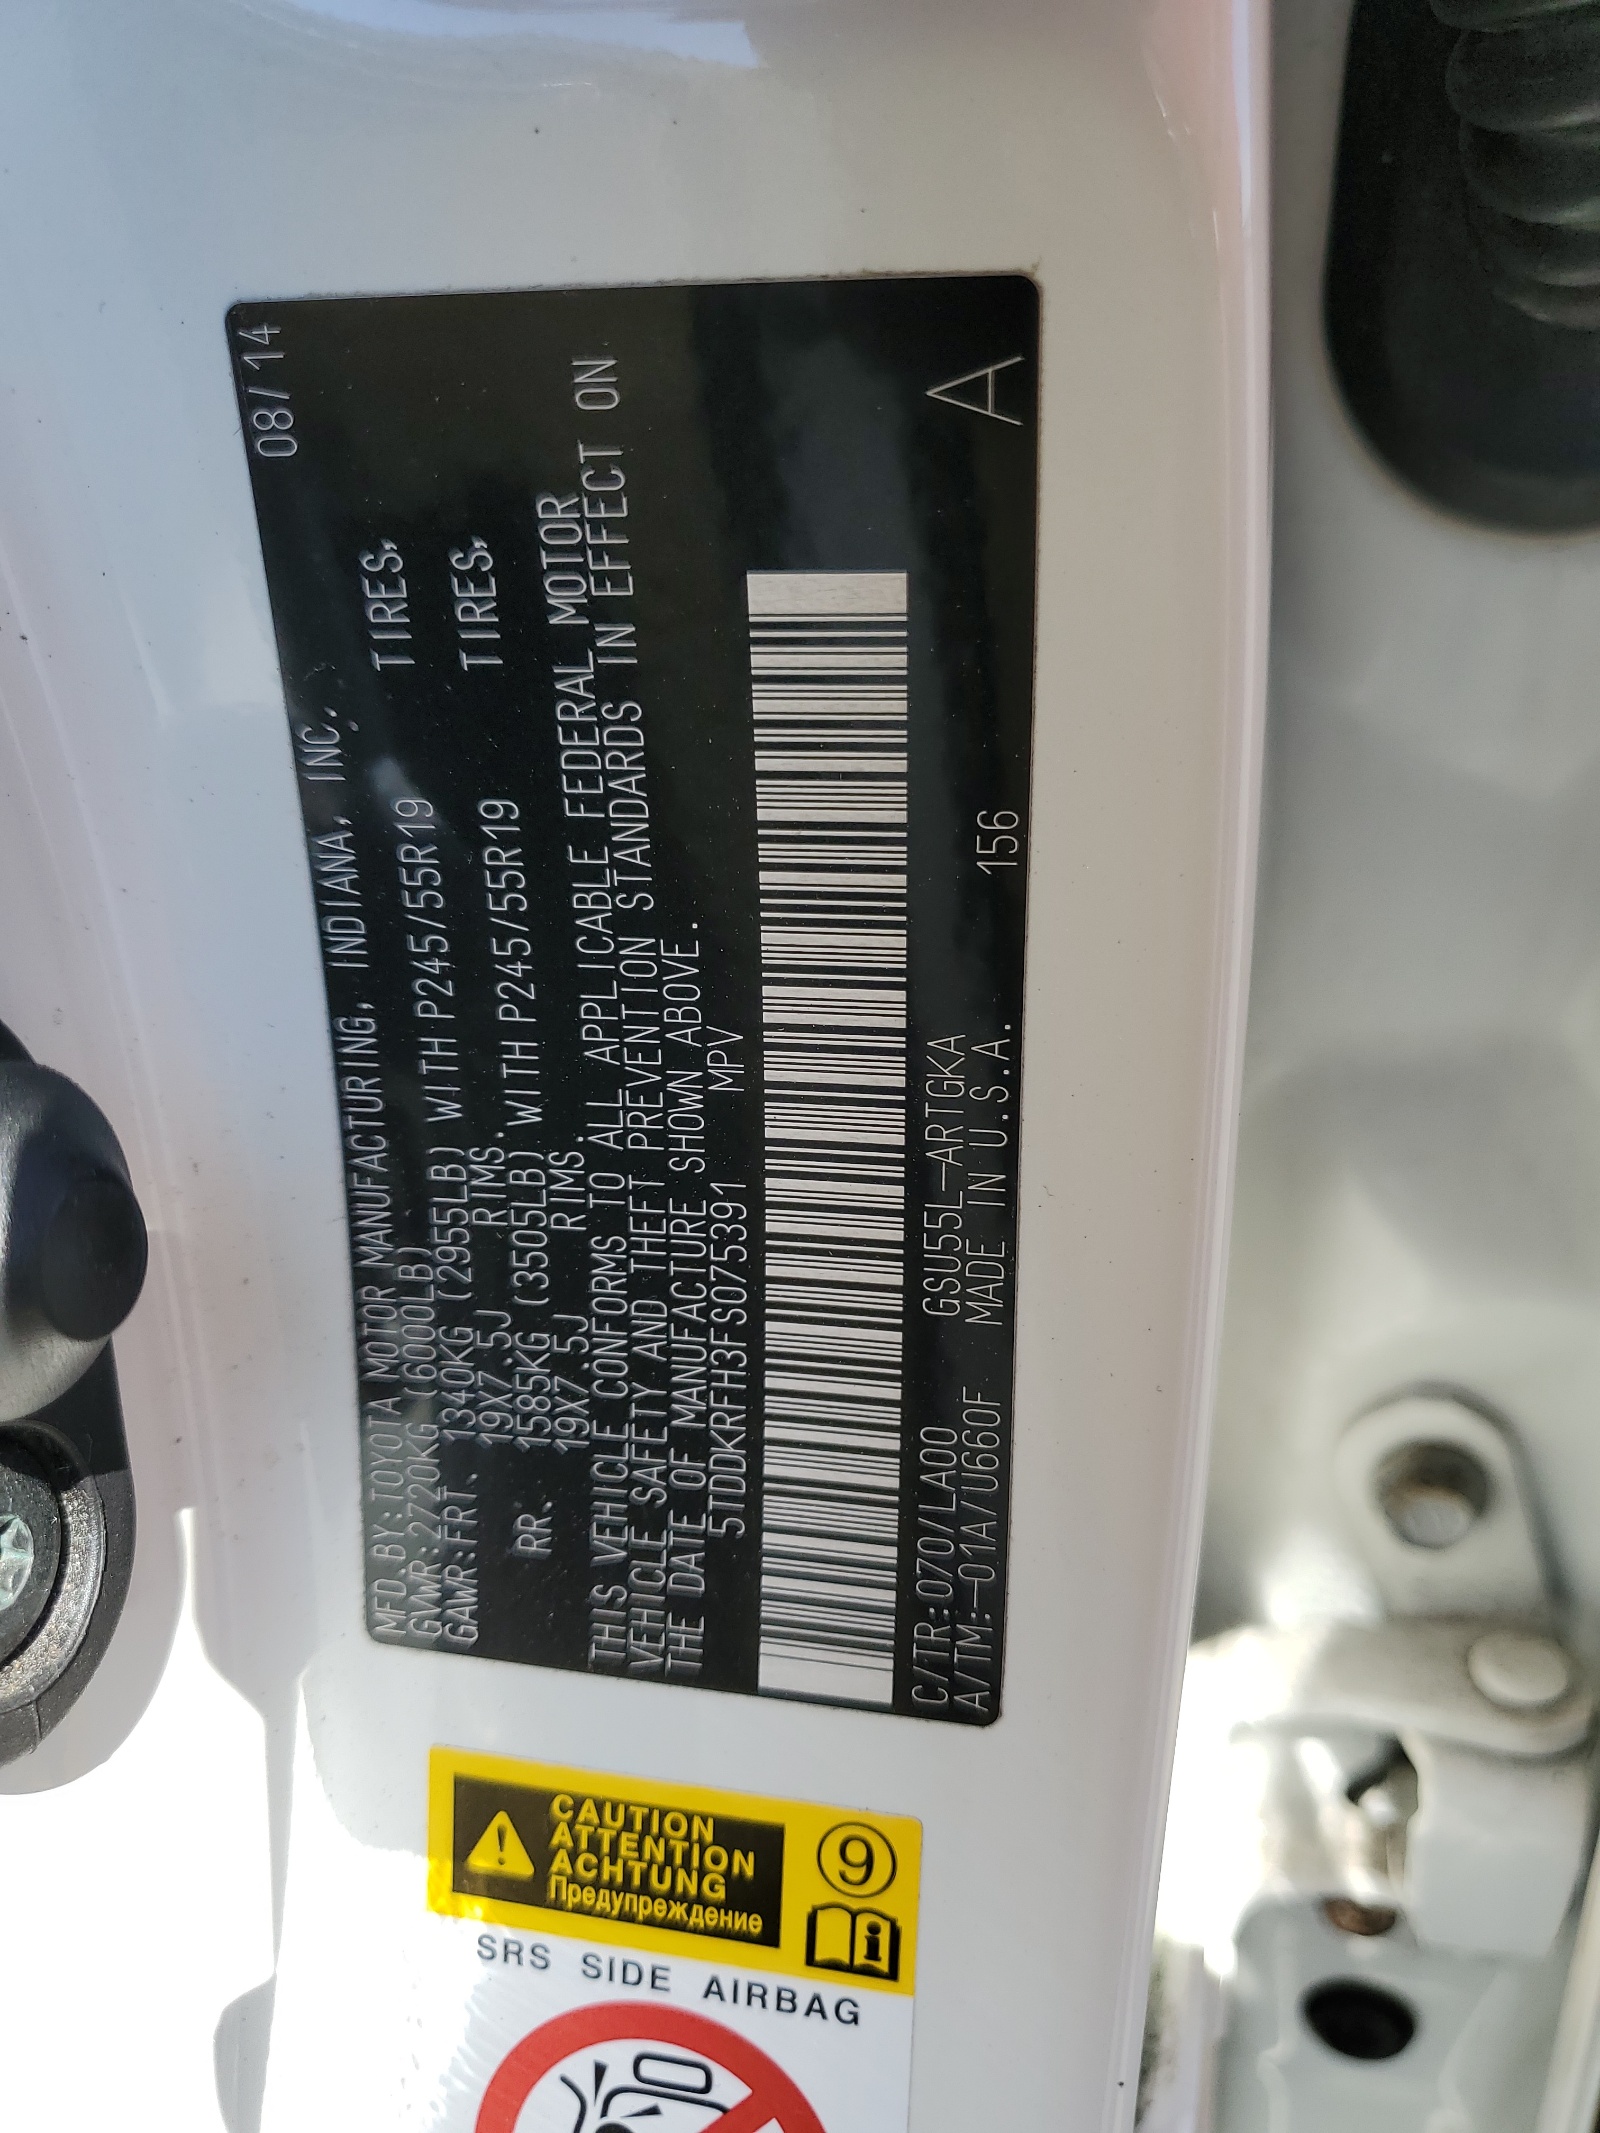 08/14
MFD.BY:TOYOTA MOTOR MANUFACTURING, INDIANA, INC.
GVWR:2720KG (6000LB)
GAWR:FRT. 1340KG (2955LB) WITH P245/55R19 TIRES,
19X7.5J RIMS.
RR. 1585KG (3505LB) WITH P245/55R19 TIRES,
19X7.5J RIMS.
THIS VEHICLE CONFORMS TO ALL APPLICABLE FEDERAL MOTOR
VEHICLE SAFETY AND THEFT PREVENTION STANDARDS IN EFFECT ON
THE DATE OF MANUFACTURE SHOWN ABOVE.
5TDDKRFH3FS075391 MPV
C/TR:070/LA00 GSU55L-ARTGKA
A/TM:-01A/U660F MADE IN U.S.A. 156 A
CAUTION
ATTENTION
ACHTUNG
Предупреждение
9
i
SRS SIDE AIRBAG